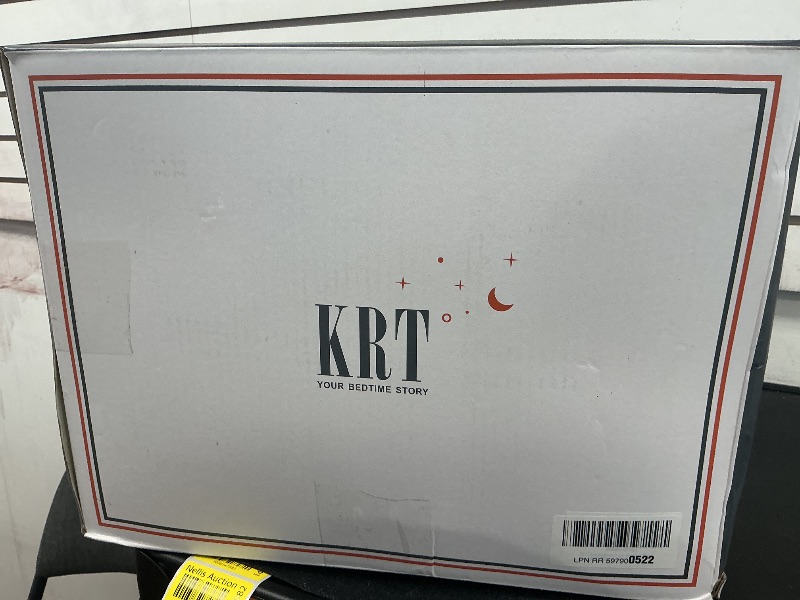 KRT
YOUR BEDTIME STORY
LPN RR 597900522
Nellis Auction